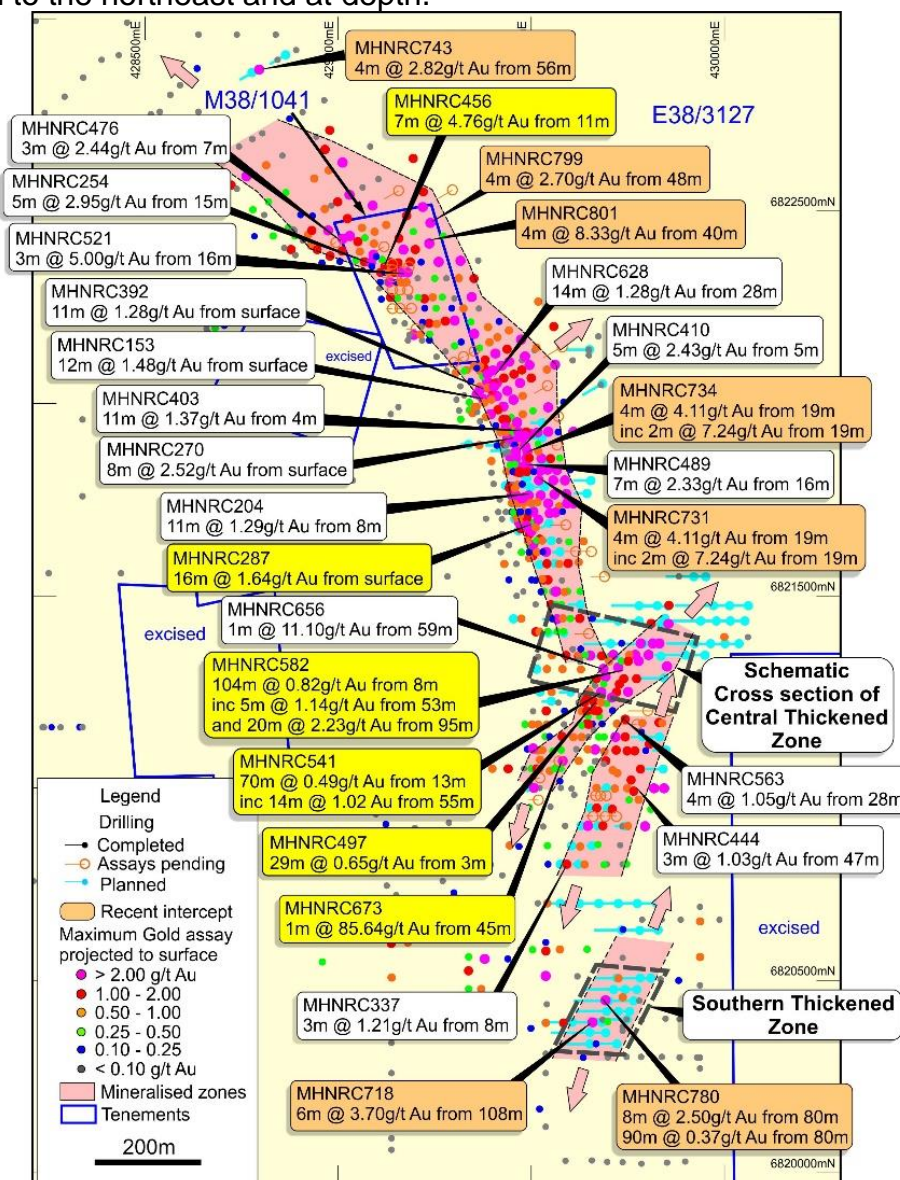 to the northeast and at depth.
428500mE
E
430000mE
MHNRC743
4m @ 2.82g/t Au from 56m
M38/1041
MHNRC456
7m @ 4.76g/t Au from 11m
E38/3127
MHNRC476
3m @ 2.44g/t Au from 7m
MHNRC799
4m @ 2.70g/t Au from 48m
MHNRC254
5m @ 2.95g/t Au from 15m
6822500mN
MHNRC801
4m @ 8.33g/t Au from 40m
MHNRC521
3m @ 5.00g/t Au from 16m
MHNRC628
14m @ 1.28g/t Au from 28m
MHNRC392
11m @ 1.28g/t Au from surface
MHNRC410
5m @ 2.43g/t Au from 5m
excised
MHNRC153
12m @ 1.48g/t Au from surface
MHNRC734
4m @ 4.11g/t Au from 19m
inc 2m @ 7.24g/t Au from 19m
MHNRC403
11m @ 1.37g/t Au from 4m
MHNRC270
8m @ 2.52g/t Au from surface
MHNRC489
7m @ 2.33g/t Au from 16m
MHNRC204
11m @ 1.29g/t Au from 8m
MHNRC731
4m @ 4.11g/t Au from 19m
inc 2m @ 7.24g/t Au from 19m
MHNRC287
16m @ 1.64g/t Au from surface
6821500mN
MHNRC656
1m @ 11.10g/t Au from 59m
excised
MHNRC582
104m @ 0.82g/t Au from 8m
inc 5m @ 1.14g/t Au from 53m
and 20m @ 2.23g/t Au from 95m
Schematic
Cross section of
Central Thickened
Zone
MHNRC541
70m @ 0.49g/t Au from 13m
inc 14m @ 1.02 Au from 55m
MHNRC563
4m @ 1.05g/t Au from 28m
MHNRC497
29m @ 0.65g/t Au from 3m
MHNRC444
3m @ 1.03g/t Au from 47m
MHNRC673
1m @ 85.64g/t Au from 45m
excised
6820500mN
MHNRC337
3m @ 1.21g/t Au from 8m
Southern Thickened
Zone
MHNRC718
6m @ 3.70g/t Au from 108m
MHNRC780
8m @ 2.50g/t Au from 80m
90m @ 0.37g/t Au from 80m
6820000mN
Legend
Drilling
Completed
Assays pending
Planned
Recent intercept
Maximum Gold assay
projected to surface
> 2.00 g/t Au
1.00 - 2.00
0.50 - 1.00
0.25 - 0.50
0.10 - 0.25
< 0.10 g/t Au
Mineralised zones
Tenements
200m